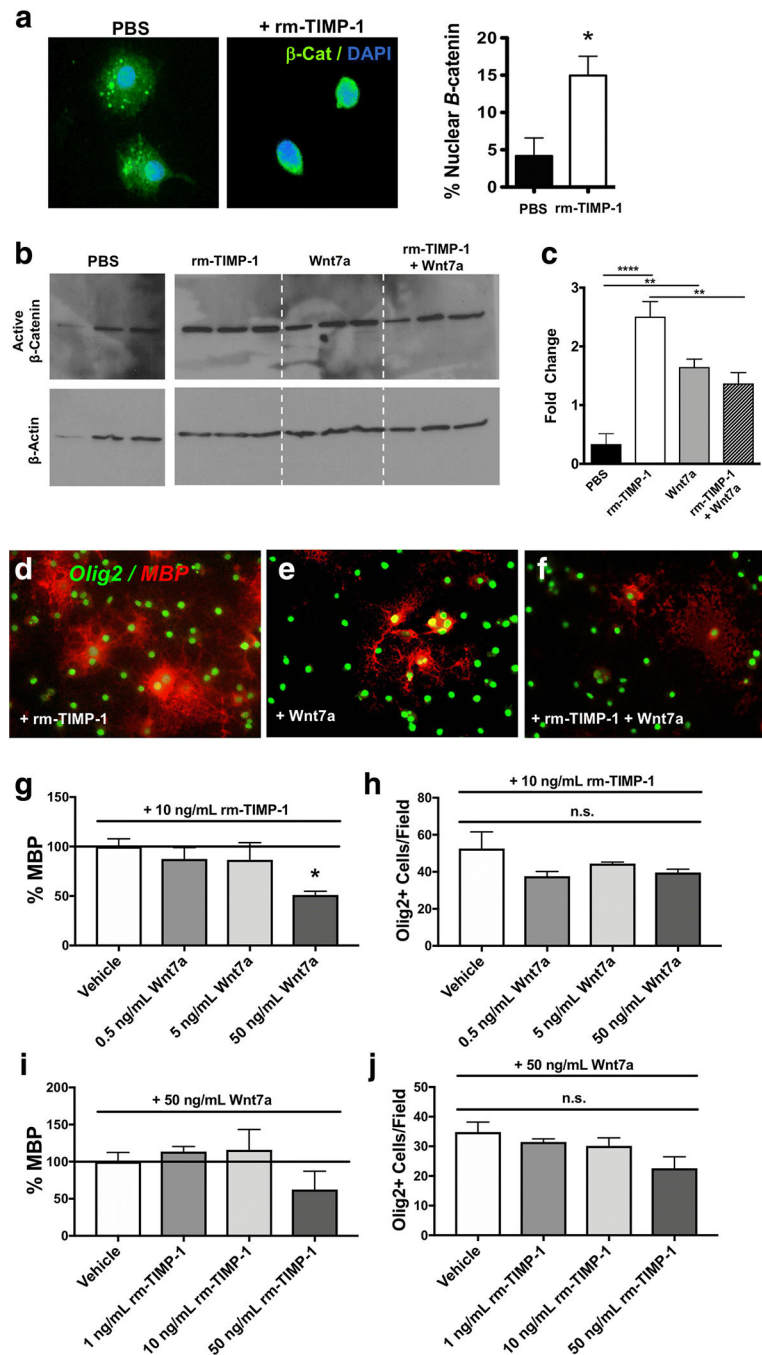 a
PBS
+ rm-TIMP-1
β-Cat / DAPI
% Nuclear B-catenin
20
15
10
5
0
*
PBS
rm-TIMP-1
b
PBS
rm-TIMP-1
Wnt7a
rm-TIMP-1
+ Wnt7a
Active
β-Catenin
β-Actin
c
****
**
**
Fold Change
3
2
1
0
PBS
rm-TIMP-1
Wnt7a
rm-TIMP-1
+ Wnt7a
d
Olig2 / MBP
+ rm-TIMP-1
e
+ Wnt7a
f
+ rm-TIMP-1 + Wnt7a
g
+ 10 ng/mL rm-TIMP-1
% MBP
150
100
50
0
*
Vehicle
0.5 ng/mL Wnt7a
5 ng/mL Wnt7a
50 ng/mL Wnt7a
h
+ 10 ng/mL rm-TIMP-1
n.s.
Olig2+ Cells/Field
80
60
40
20
0
Vehicle
0.5 ng/mL Wnt7a
5 ng/mL Wnt7a
50 ng/mL Wnt7a
i
+ 50 ng/mL Wnt7a
% MBP
200
150
100
50
0
Vehicle
1 ng/mL rm-TIMP-1
10 ng/mL rm-TIMP-1
50 ng/mL rm-TIMP-1
j
+ 50 ng/mL Wnt7a
n.s.
Olig2+ Cells/Field
50
40
30
20
10
0
Vehicle
1 ng/mL rm-TIMP-1
10 ng/mL rm-TIMP-1
50 ng/mL rm-TIMP-1